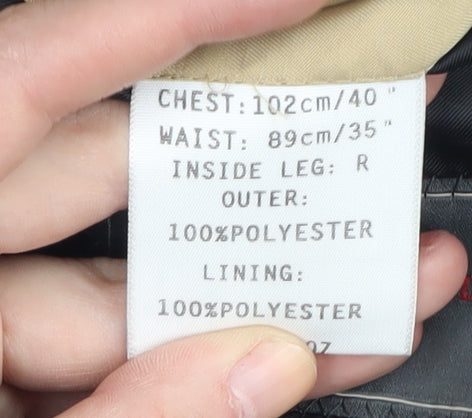 CHEST:102cm/40"
WAIST: 89cm/35"
INSIDE LEG: R
OUTER:
100%POLYESTER
LINING:
100%POLYESTER